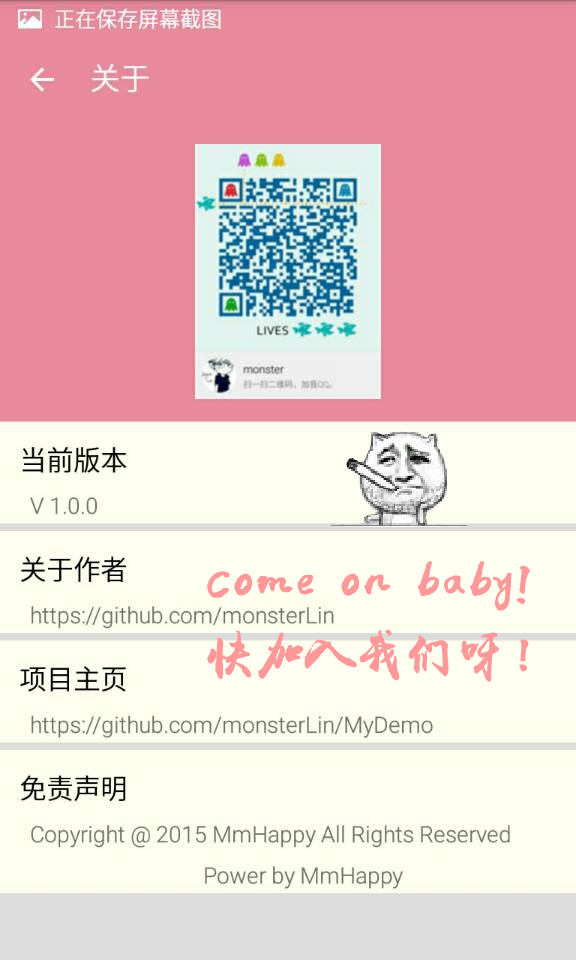 正在保存屏幕截图
关于
LIVES
monster
扫一扫二维码，加我QQ。
当前版本
V 1.0.0
关于作者
come on baby!
https://github.com/monsterLin
快加入我们呀！
项目主页
https://github.com/monsterLin/MyDemo
免责声明
Copyright @ 2015 MmHappy All Rights Reserved
Power by MmHappy